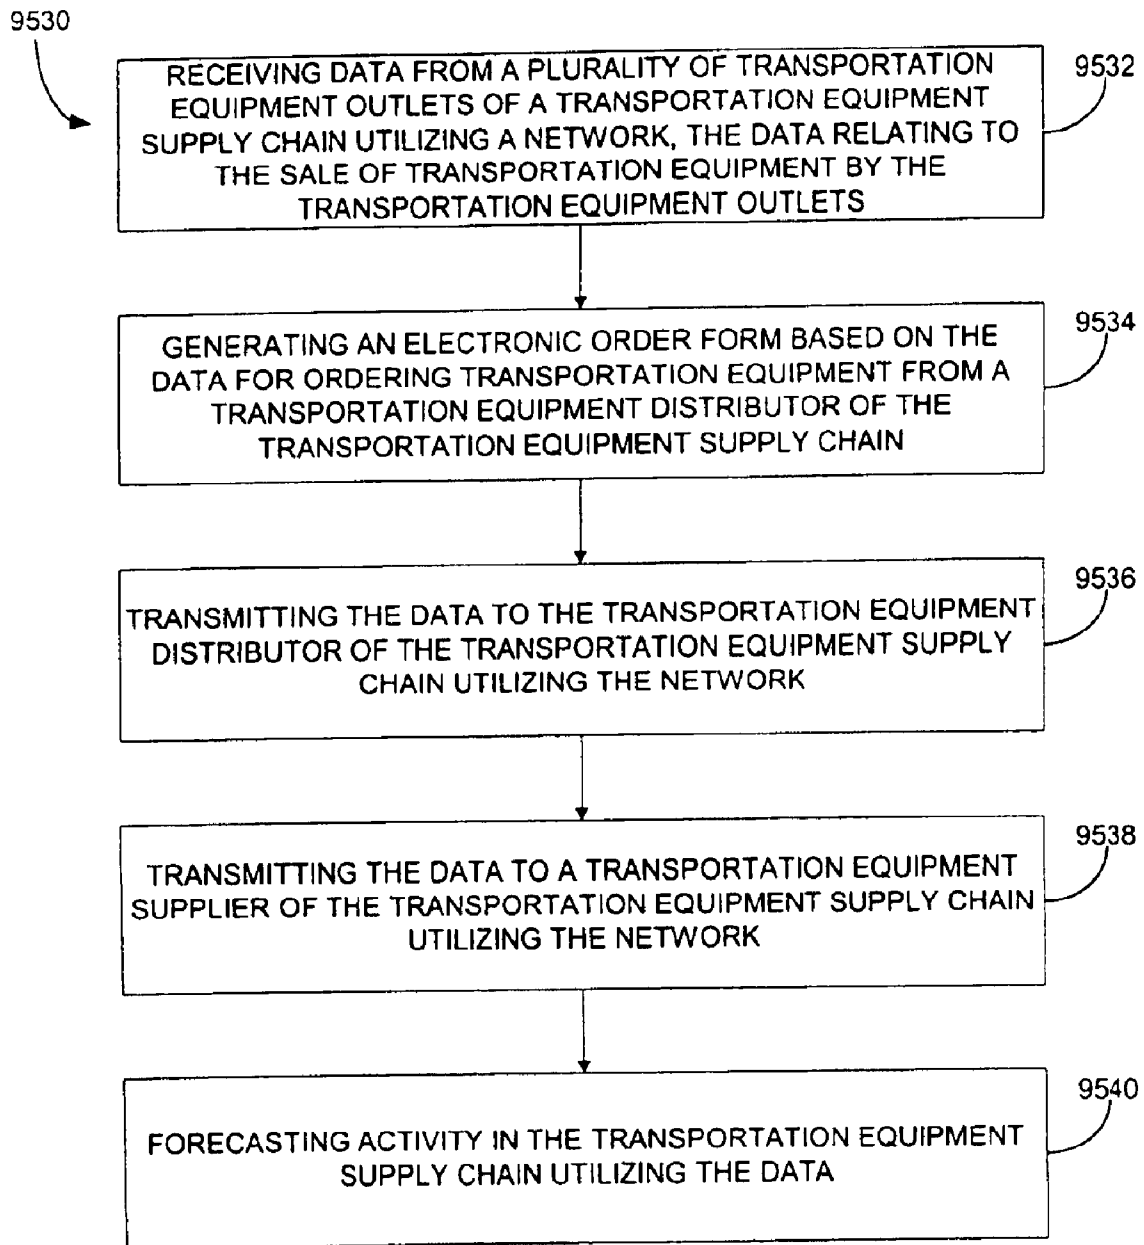 9530
RECEIVING DATA FROM A PLURALITY OF TRANSPORTATION
EQUIPMENT OUTLETS OF A TRANSPORTATION EQUIPMENT
SUPPLY CHAIN UTILIZING A NETWORK, THE DATA RELATING TO
THE SALE OF TRANSPORTATION EQUIPMENT BY THE
TRANSPORTATION EQUIPMENT OUTLETS
9532
GENERATING AN ELECTRONIC ORDER FORM BASED ON THE
DATA FOR ORDERING TRANSPORTATION EQUIPMENT FROM A
TRANSPORTATION EQUIPMENT DISTRIBUTOR OF THE
TRANSPORTATION EQUIPMENT SUPPLY CHAIN
9534
TRANSMITTING THE DATA TO THE TRANSPORTATION EQUIPMENT
DISTRIBUTOR OF THE TRANSPORTATION EQUIPMENT SUPPLY
CHAIN UTILIZING THE NETWORK
9536
TRANSMITTING THE DATA TO A TRANSPORTATION EQUIPMENT
SUPPLIER OF THE TRANSPORTATION EQUIPMENT SUPPLY CHAIN
UTILIZING THE NETWORK
9538
FORECASTING ACTIVITY IN THE TRANSPORTATION EQUIPMENT
SUPPLY CHAIN UTILIZING THE DATA
9540